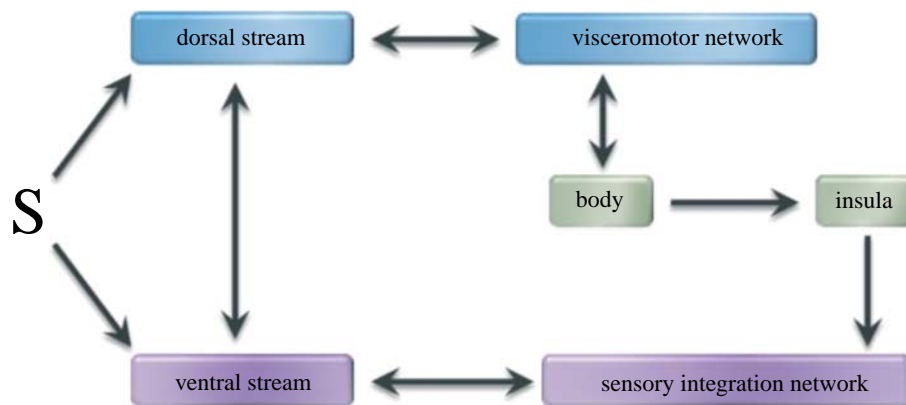 dorsal stream
visceromotor network
S
body
insula
ventral stream
sensory integration network